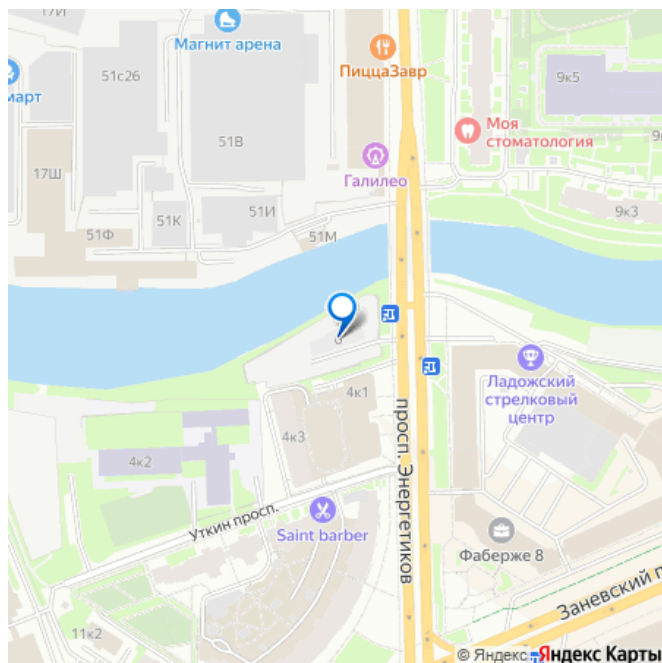 17И
Магнит арена
ПиццаЗавр
51с26
март
9к5
51В
Моя
стоматология
Галилео
17Ш
51К
51И
51Ф
51М
9к3
4к1
4к3
4к2
Ладожский
стрелковый
центр
просп. Энергетиков
Уткин просп.
Saint barber
Фаберже 8
Заневский п
11к2
© Яндекс
Яндекс Карты